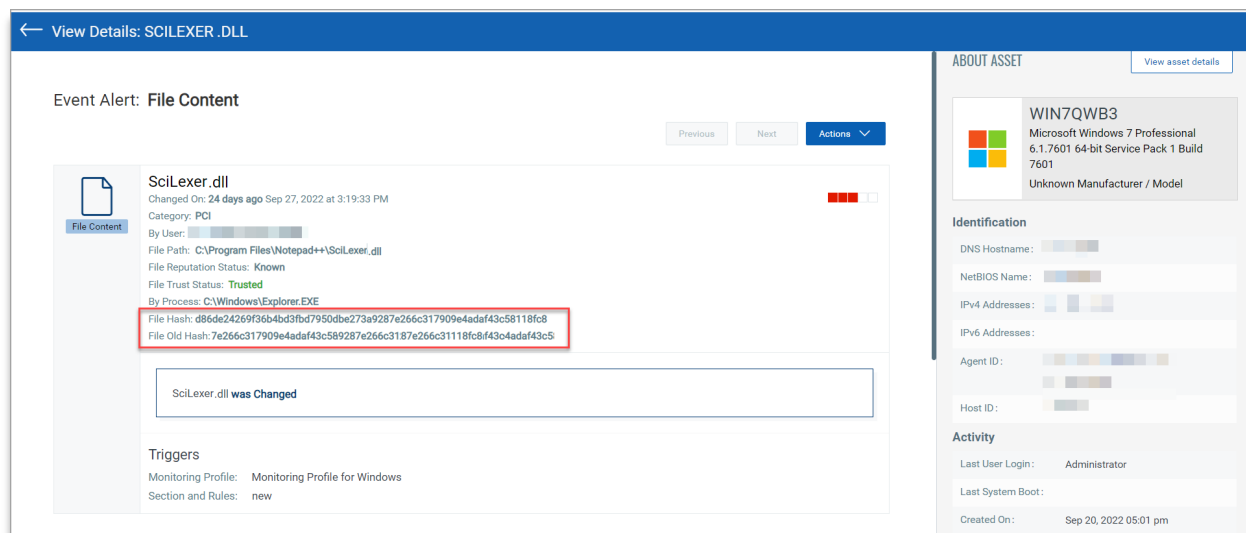 View Details: SCILEXER .DLL
Event Alert: File Content
Previous
Next
Actions
File Content
SciLexer.dll
Changed On: 24 days ago Sep 27, 2022 at 3:19:33 PM
Category: PCI
By User:
File Path: C:\Program Files\Notepad++\SciLexer.dll
File Reputation Status: Known
File Trust Status: Trusted
By Process: C:\Windows\Explorer.EXE
File Hash: d86de24269f36b4bd3fbd7950dbe273a9287e266c317909e4adaf43c58118fc8
File Old Hash:7e266c317909e4adaf43c589287e266c3187e266c31118fc8f43c4adaf43c5
SciLexer.dll was Changed
Triggers
Monitoring Profile: Monitoring Profile for Windows
Section and Rules: new
ABOUT ASSET
View asset details
WIN7QWB3
Microsoft Windows 7 Professional
6.1.7601 64-bit Service Pack 1 Build
7601
Unknown Manufacturer / Model
Identification
DNS Hostname:
NetBIOS Name:
IPv4 Addresses:
IPv6 Addresses:
Agent ID:
Host ID:
Activity
Last User Login: Administrator
Last System Boot:
Created On: Sep 20, 2022 05:01 pm